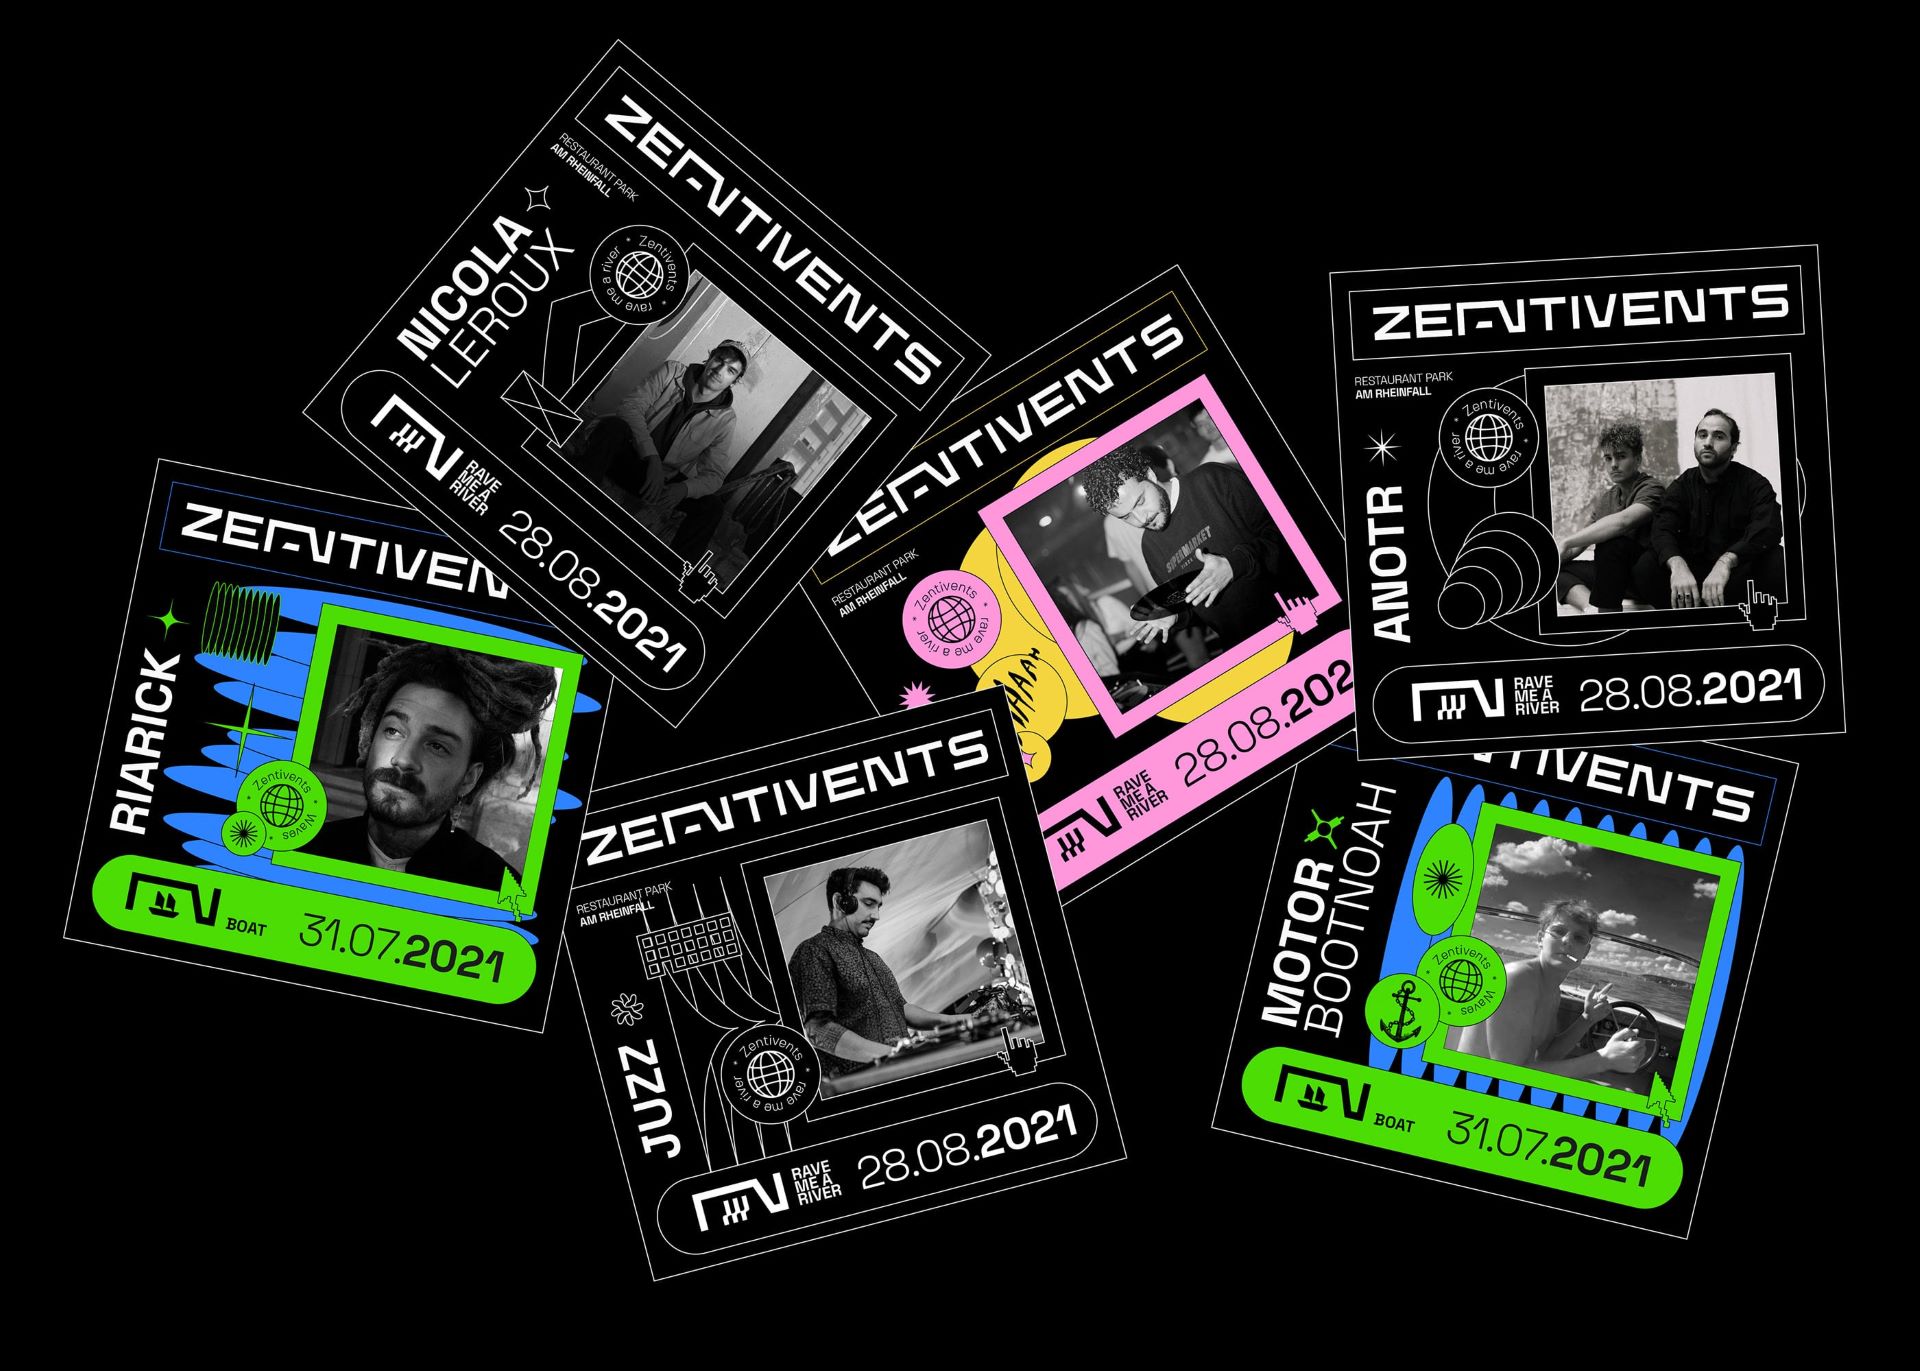 ZENTIVENTS
RESTAURANT PARK
AM RHEINFALL
NICOLA
LEROUX
Zentivents * rave me a river *
RAVE
ME A
RIVER
28.08.2021
ZENTIVEN
RIARICK
Zentivents * Waves *
BOAT
31.07.2021
ZENTIVENTS
RESTAURANT PARK
AM RHEINFALL
Zentivents * rave me a river *
SUPERMARKET
RAVE
ME A
RIVER
28.08.202
ZENTIVENTS
RESTAURANT PARK
AM RHEINFALL
Zentivents * rave me a river *
ANOTR
RAVE
ME A
RIVER
28.08.2021
ZENTIVENTS
RESTAURANT PARK
AM RHEINFALL
JUZZ
Zentivents * rave me a river *
RAVE
ME A
RIVER
28.08.2021
TIVENTS
MOTOR
BOOTNOAH
Zentivents * Waves *
BOAT
31.07.2021